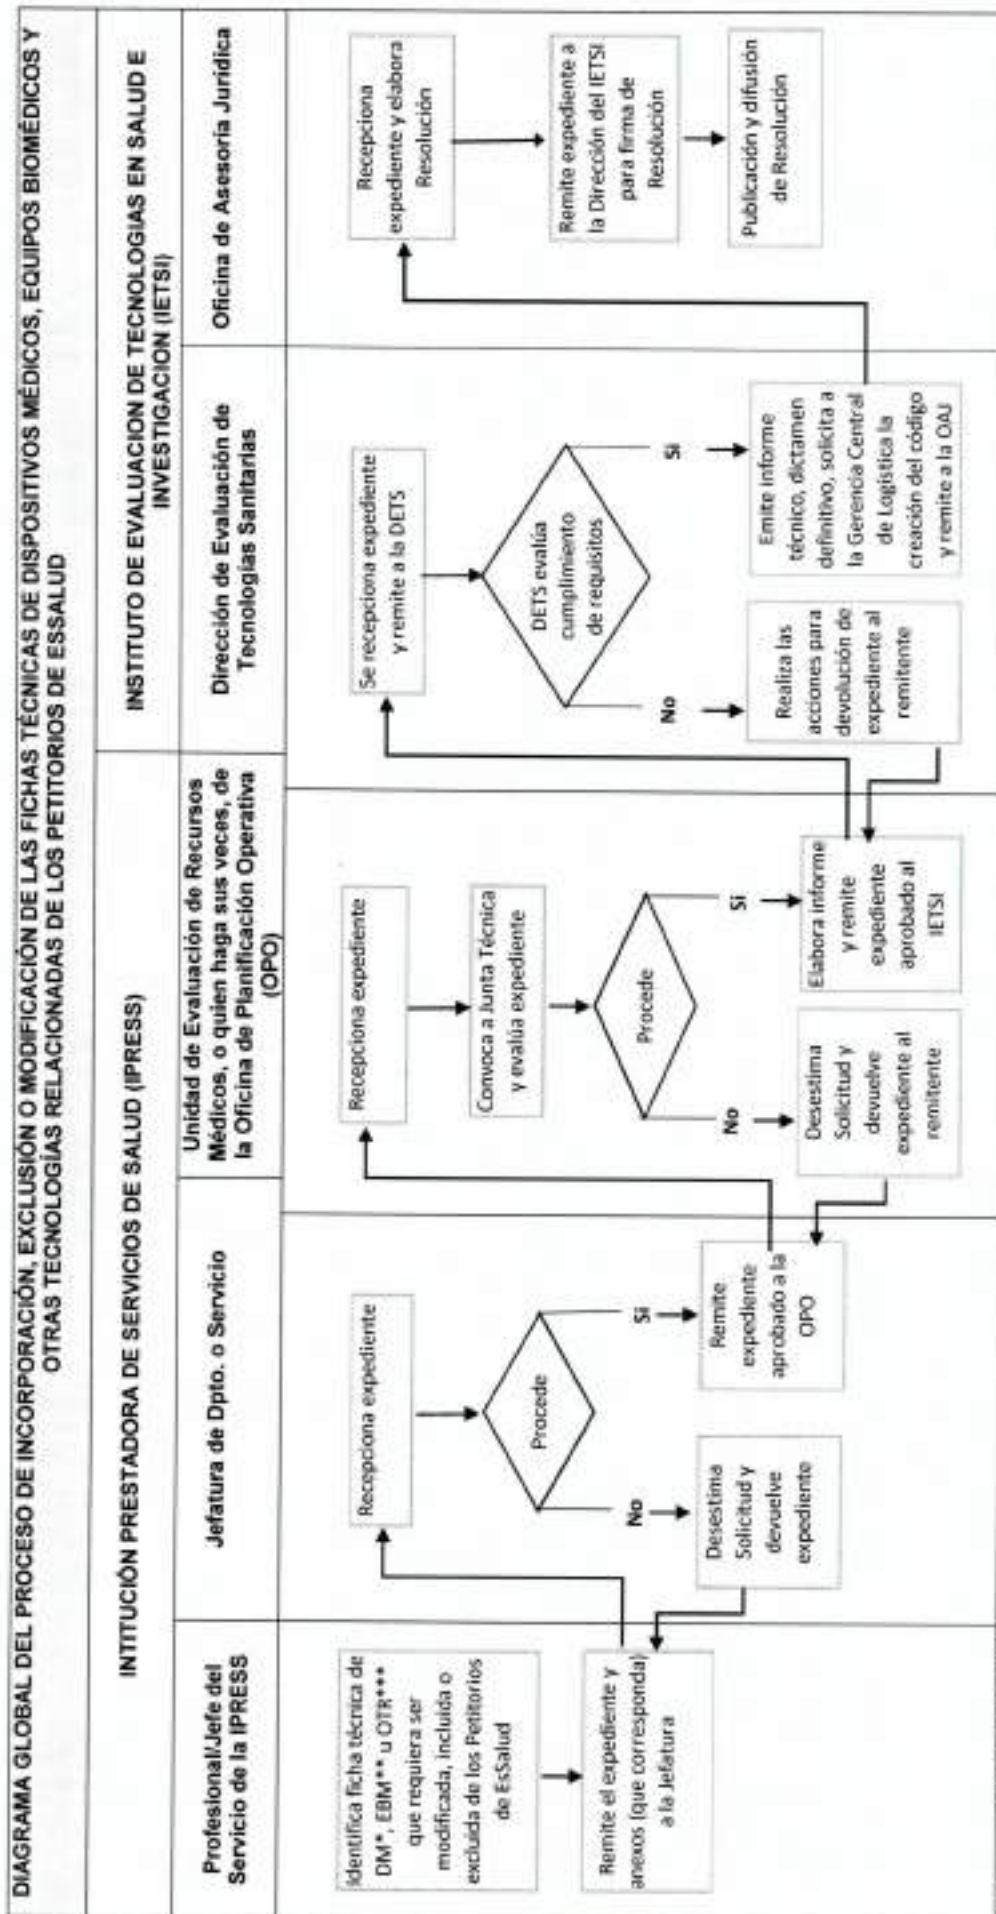 DIAGRAMA GLOBAL DEL PROCESO DE INCORPORACIÓN, EXCLUSIÓN O MODIFICACIÓN DE LAS FICHAS TÉCNICAS DE DISPOSITIVOS MÉDICOS, EQUIPOS BIOMÉDICOS Y
OTRAS TECNOLOGÍAS RELACIONADAS DE LOS PETITORIOS DE ESSALUD
INTITUCIÓN PRESTADORA DE SERVICIOS DE SALUD (IPRESS)
INSTITUTO DE EVALUACION DE TECNOLOGIAS EN SALUD E
INVESTIGACION (IETSI)
Profesional/Jefe del
Servicio de la IPRESS
Jefatura de Dpto. o Servicio
Unidad de Evaluación de Recursos
Médicos, o quien haga sus veces, de
la Oficina de Planificación Operativa
(OPO)
Dirección de Evaluación de
Tecnologías Sanitarias
Oficina de Asesoría Jurídica
Identifica ficha técnica de
DM*, EBM** u OTR***
que requiera ser
modificada, incluida o
excluida de los Petitorios
de EsSalud
Remite el expediente y
anexos (que corresponda)
a la Jefatura
Recepciona expediente
Procede
No
Si
Desestima
Solicitud y
devuelve
expediente
Remite
expediente
aprobado a la
OPO
Recepciona expediente
Convoca a Junta Técnica
y evalúa expediente
Procede
No
Si
Desestima
Solicitud y
devuelve
expediente al
remitente
Elabora informe
y remite
expediente
aprobado al
IETSI
Se recepciona expediente
y remite a la DETS
DETS evalúa
cumplimiento
de requisitos
No
Si
Realiza las
acciones para
devolución de
expediente al
remitente
Emite informe
técnico, dictamen
definitivo, solicita a
la Gerencia Central
de Logística la
creación del código
y remite a la OAJ
Recepciona
expediente y elabora
Resolución
Remite expediente a
la Dirección del IETSI
para firma de
Resolución
Publicación y difusión
de Resolución